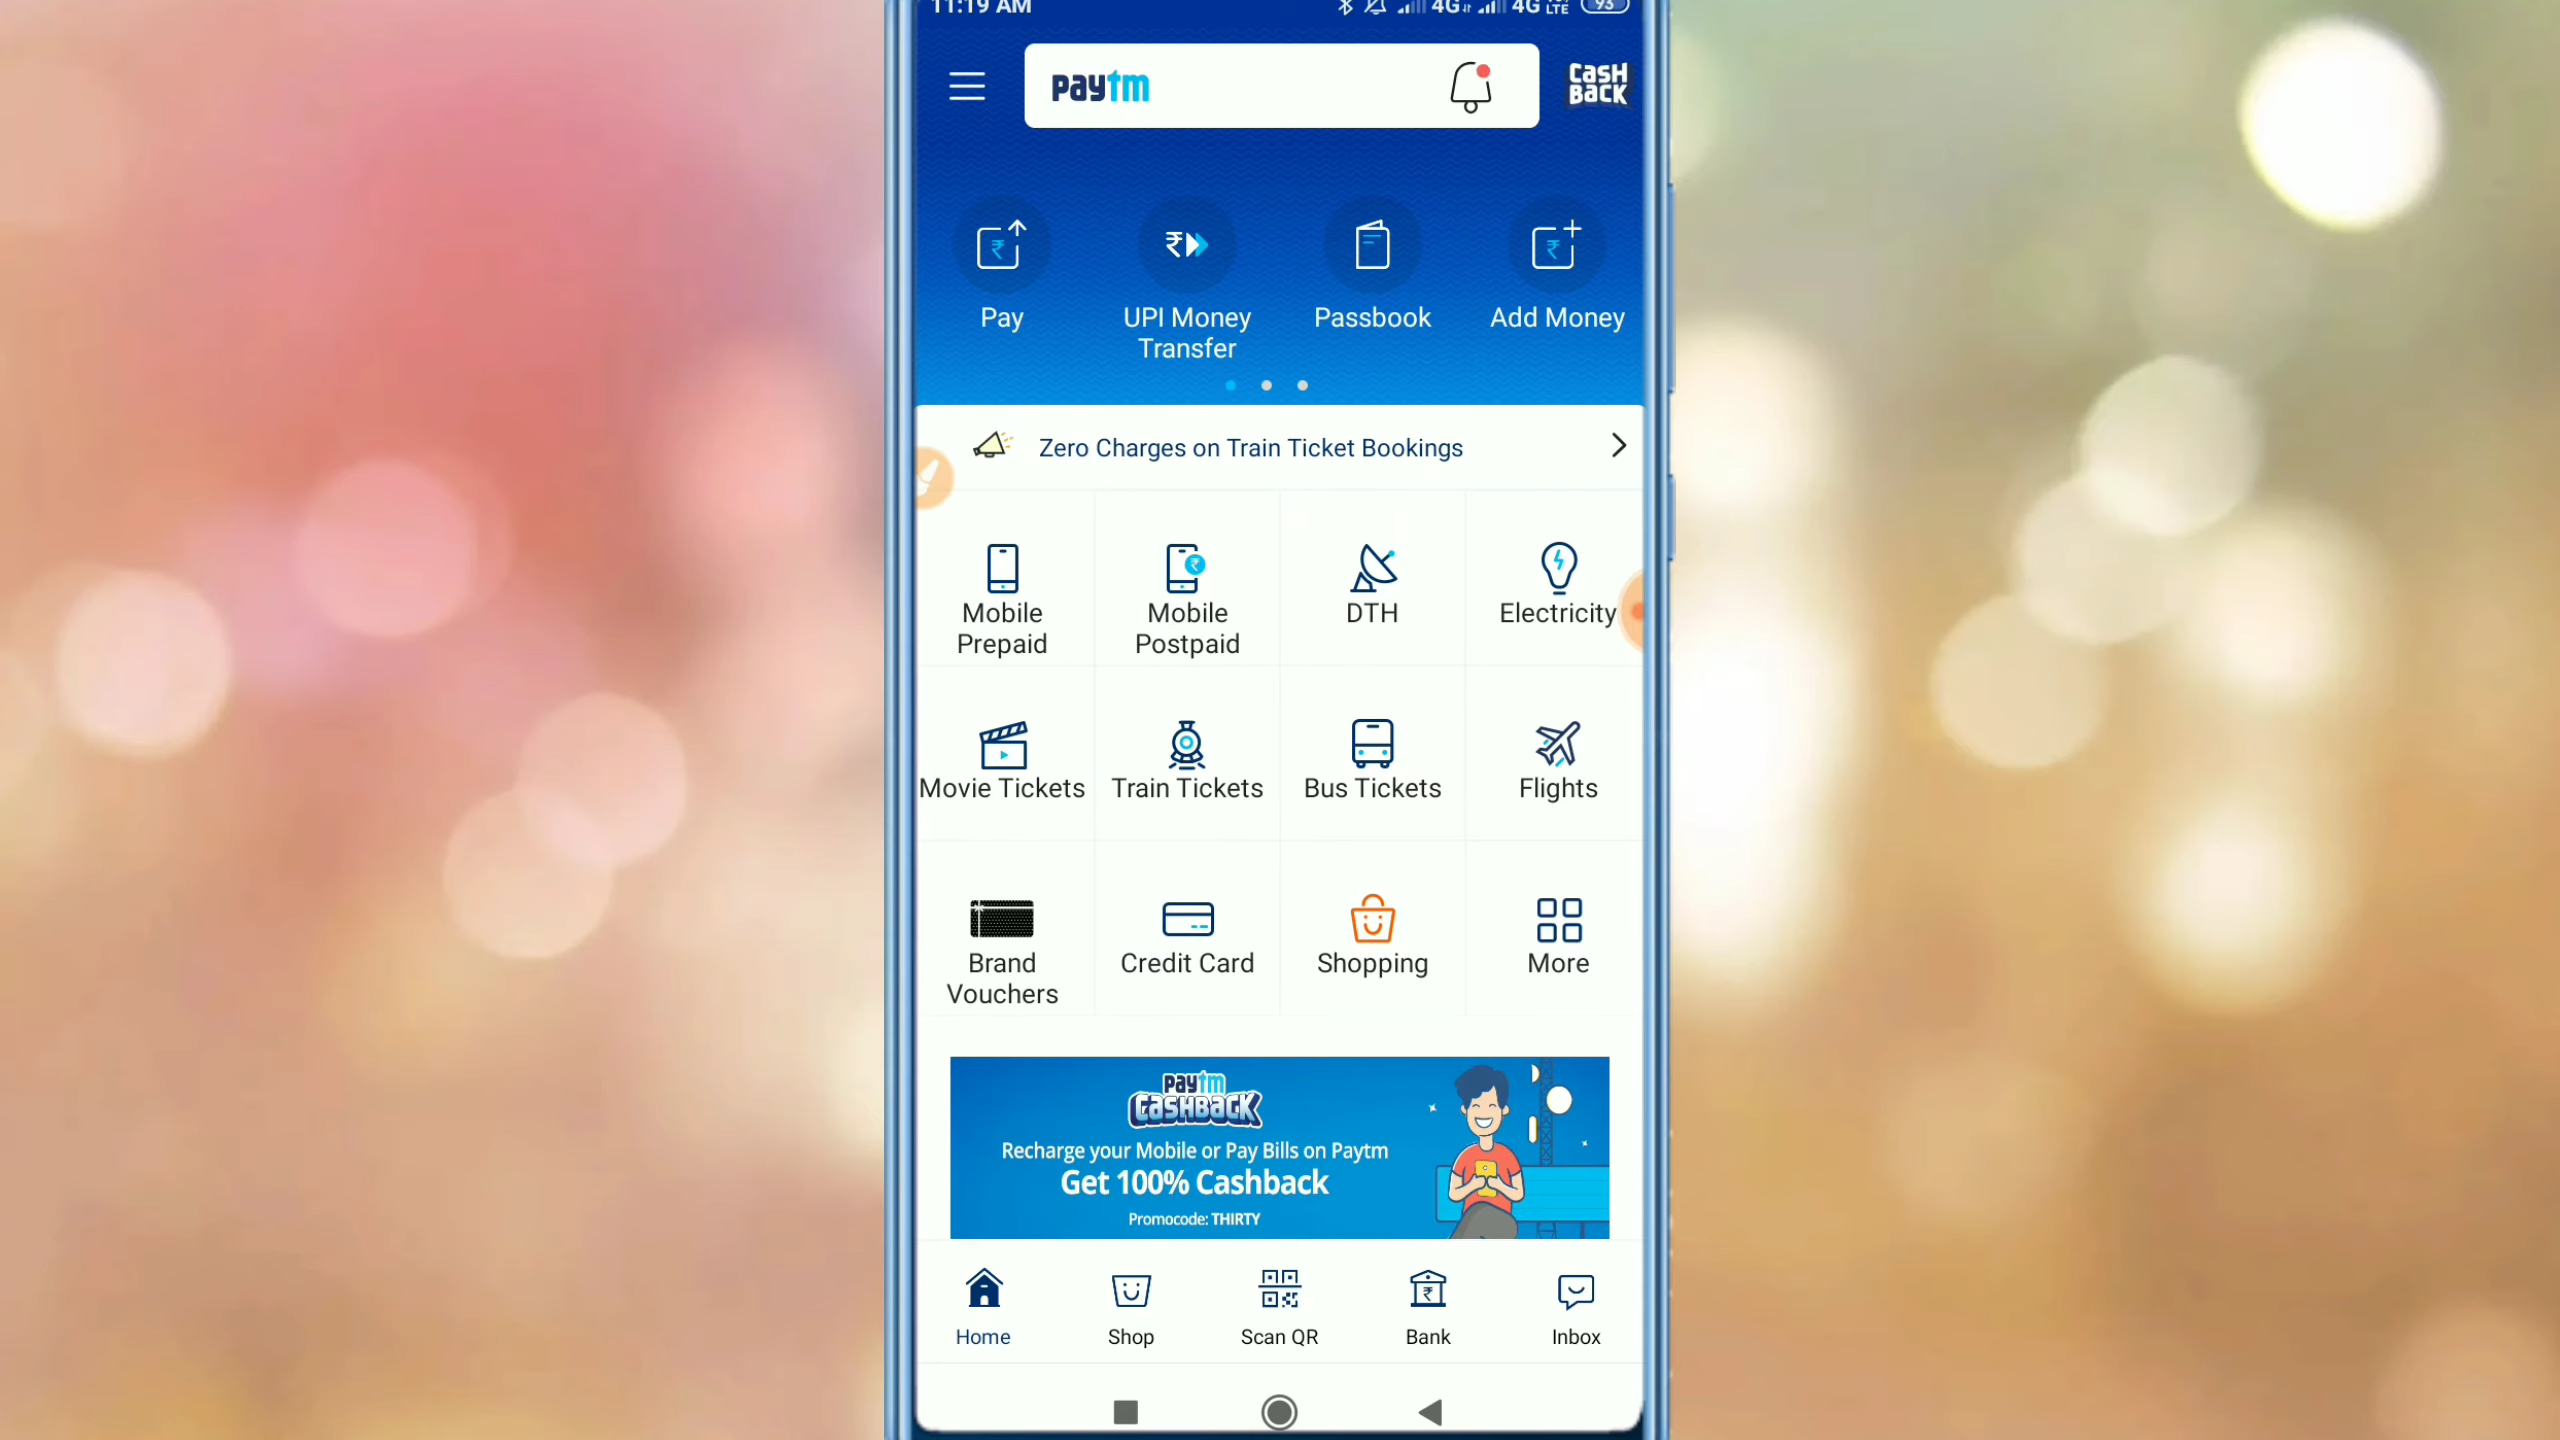 11:19 AM
4G 4G LTE 93
paytm
CASH
BACK
Pay
UPI Money
Transfer
Passbook
Add Money
Zero Charges on Train Ticket Bookings
Mobile
Prepaid
Mobile
Postpaid
DTH
Electricity
Movie Tickets
Train Tickets
Bus Tickets
Flights
Brand
Vouchers
Credit Card
Shopping
More
paytm
CASHBACK
Recharge your Mobile or Pay Bills on Paytm
Get 100% Cashback
Promocode: THIRTY
Home
Shop
Scan QR
Bank
Inbox